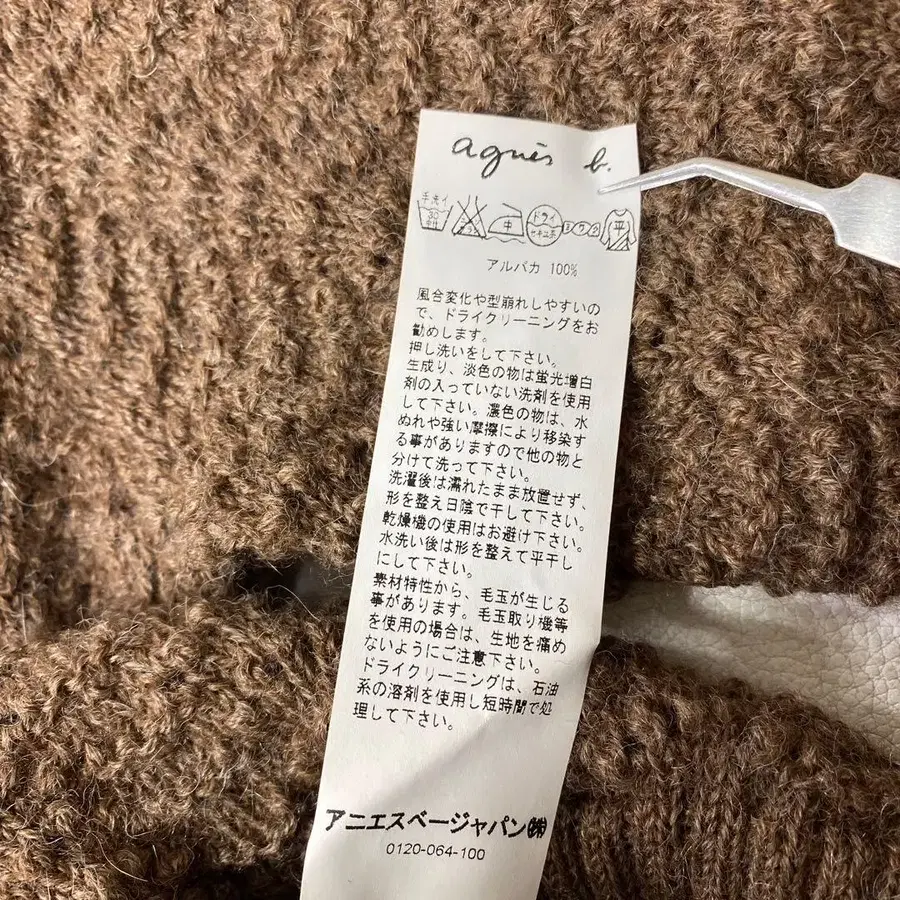 agnès b.
手洗イ
30
中性
エンソ
サラシ
中
ドライ
セキユ系
ヨワク
平
アルパカ 100%
風合変化や型崩れしやすいの
で、ドライクリーニングをお
勧めします。
押し洗いをして下さい。
生成り、淡色の物は蛍光増白
剤の入っていない洗剤を使用
して下さい。濃色の物は、水
ぬれや強い摩擦により移染す
る事がありますので他の物と
分けて洗って下さい。
洗濯後は濡れたまま放置せず、
形を整え日陰で干して下さい。
乾燥機の使用はお避け下さい。
水洗い後は形を整えて平干し
にして下さい。
素材特性から、毛玉が生じる
事があります。毛玉取り機等
を使用の場合は、生地を痛め
ないようにご注意下さい。
ドライクリーニングは、石油
系の溶剤を使用し短時間で処
理して下さい。
アニエスベージャパン㈱
0120-064-100